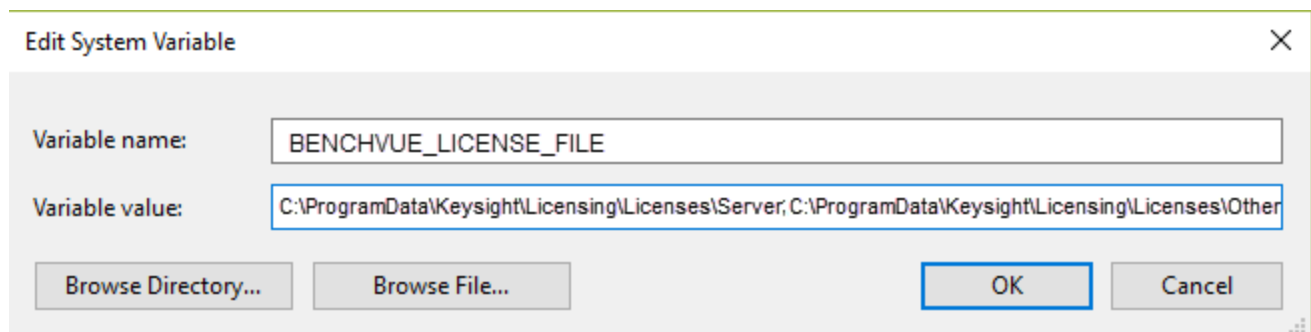 Edit System Variable
Variable name: BENCHVUE_LICENSE_FILE
Variable value: C:\ProgramData\Keysight\Licensing\Licenses\Server;C:\ProgramData\Keysight\Licensing\Licenses\Other
Browse Directory... Browse File... OK Cancel